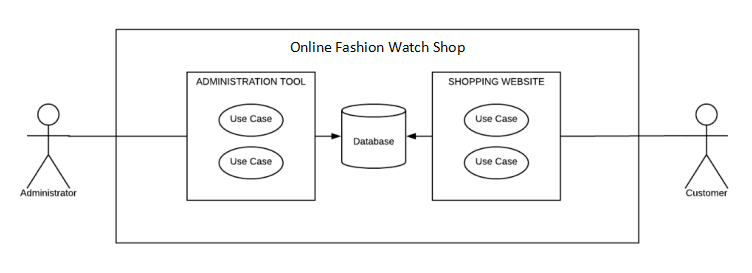 Online Fashion Watch Shop
ADMINISTRATION TOOL
Use Case
Use Case
Database
SHOPPING WEBSITE
Use Case
Use Case
Administrator
Customer